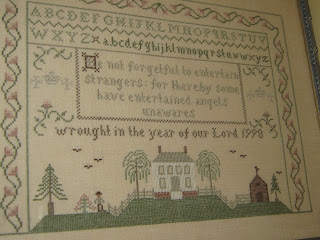 ABCDEFGHIJKLMNOPQRSTUV
WXYZ abcdefghijklmnopqrstuvwxyz
Be not forgetful to entertain
strangers: for thereby some
have entertained angels
unawares
wrought in the year of our Lord 1998